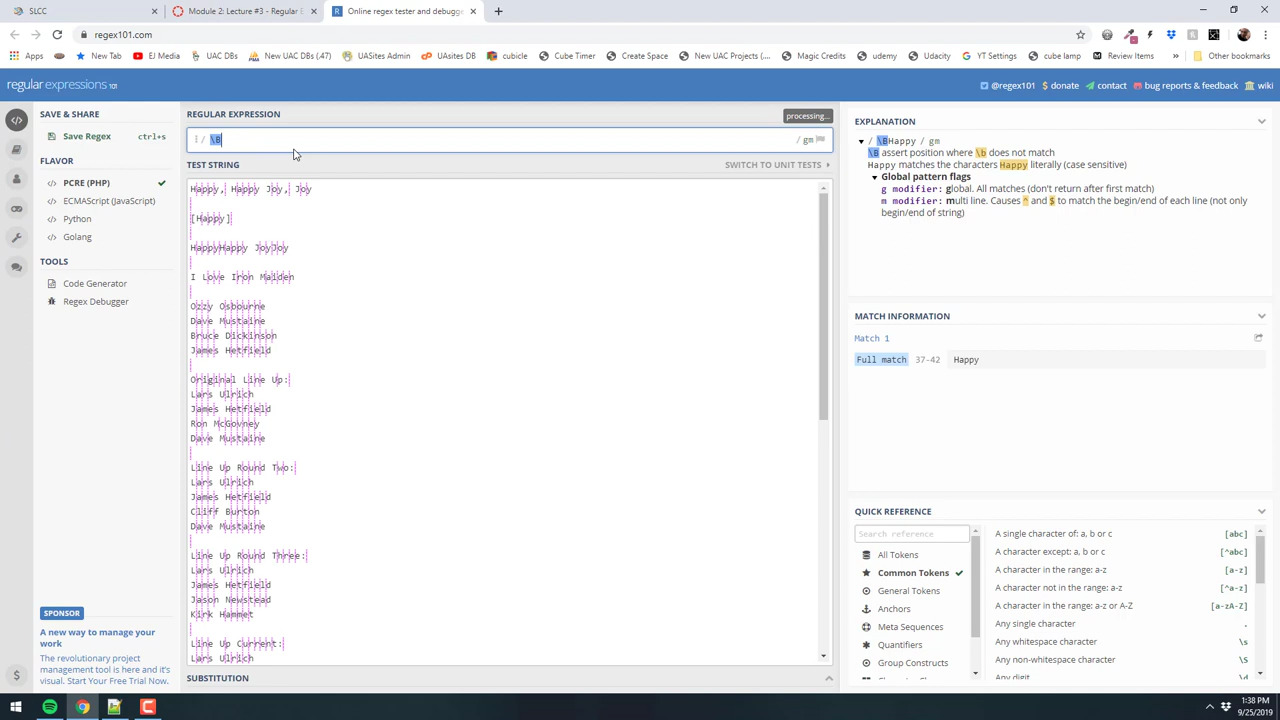 SLCC
Module 2: Lecture #3 - Regular E
Online regex tester and debugge
regex101.com
Apps
EJ Media
UAC DBs
New UAC DBs (.47)
UASites Admin
UAsites DB
cubicle
Cube Timer
Create Space
New UAC Projects (...
Magic Credits
udemy
Udacity
YT Settings
cube lamp
Review Items
Other bookmarks
regular expressions 101
@regex101
donate
contact
bug reports & feedback
wiki
SAVE & SHARE
Save Regex ctrl+s
FLAVOR
PCRE (PHP)
ECMAScript (JavaScript)
Python
Golang
TOOLS
Code Generator
Regex Debugger
SPONSOR
A new way to manage your
work
The revolutionary project
management tool is here and is
yours. Start Your Free Trial Now.
REGULAR EXPRESSION
processing...
/ \B / gm
TEST STRING
SWITCH TO UNIT TESTS
Happy, Happy Joy, Joy
[Happy]
HappyHappy JoyJoy
I Love Iron Maiden
Ozzy Osbourne
Dave Mustaine
Bruce Dickinson
James Hetfield
Original Line Up:
Lars Ulrich
James Hetfield
Ron McGovney
Dave Mustaine
Line Up Round Two:
Lars Ulrich
James Hetfield
Cliff Burton
Dave Mustaine
Line Up Round Three:
Lars Ulrich
James Hetfield
Jason Newstead
Kirk Hammet
Line Up Current:
Lars Ulrich
SUBSTITUTION
EXPLANATION
/ \BHappy / gm
\B assert position where \b does not match
Happy matches the characters Happy literally (case sensitive)
Global pattern flags
g modifier: global. All matches (don't return after first match)
m modifier: multi line. Causes ^ and $ to match the begin/end of each line (not only
begin/end of string)
MATCH INFORMATION
Match 1
Full match 37-42 Happy
QUICK REFERENCE
Search reference
All Tokens
Common Tokens
General Tokens
Anchors
Meta Sequences
Quantifiers
Group Constructs
A single character of: a, b or c [abc]
A character except: a, b or c [^abc]
A character in the range: a-z [a-z]
A character not in the range: a-z [^a-z]
A character in the range: a-z or A-Z [a-zA-Z]
Any single character .
Any whitespace character \s
Any non-whitespace character \S
Any digit \d
1:38 PM
9/25/2019